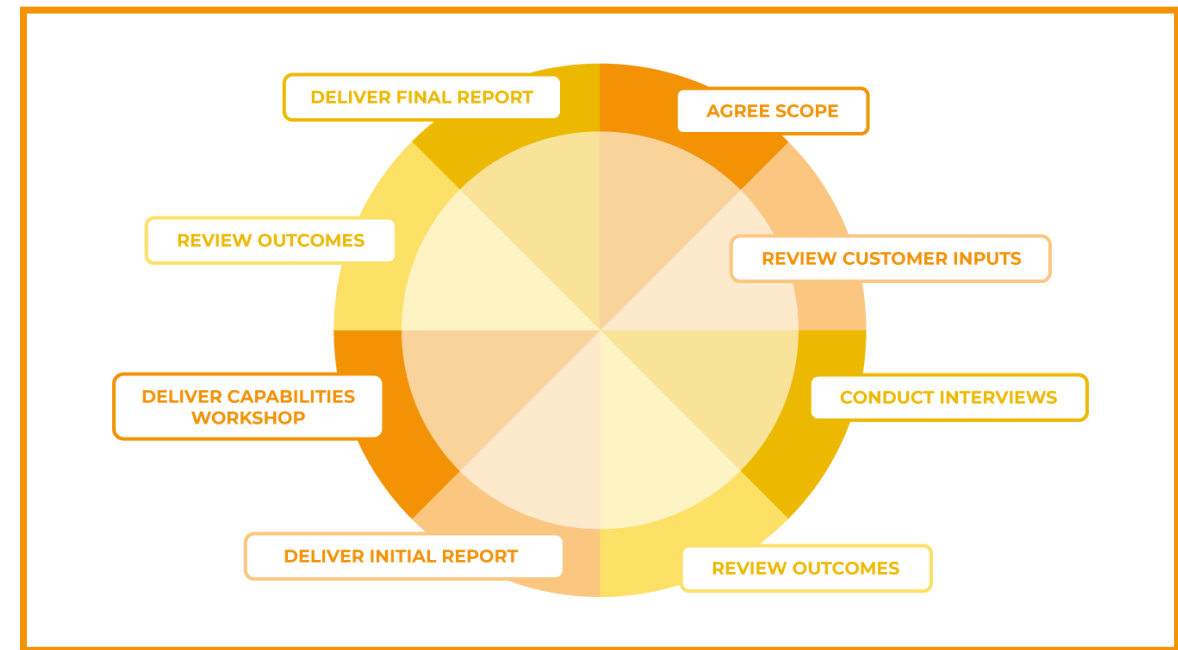 DELIVER FINAL REPORT
AGREE SCOPE
REVIEW OUTCOMES
REVIEW CUSTOMER INPUTS
DELIVER CAPABILITIES
WORKSHOP
CONDUCT INTERVIEWS
DELIVER INITIAL REPORT
REVIEW OUTCOMES